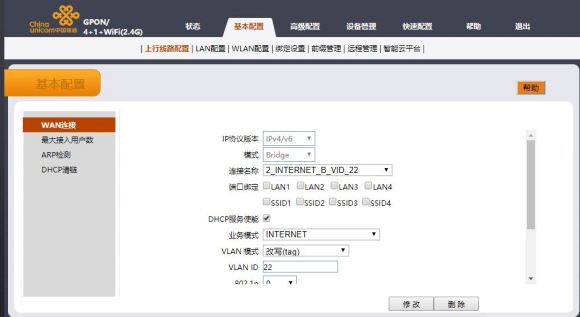 China unicom中国联通
GPON/
4+1+WiFi(2.4G)
状态 基本配置 高级配置 设备管理 快速配置 帮助 退出
| 上行线路配置 | LAN配置 | WLAN配置 | 绑定设置 | 前缀管理 | 远程管理 | 智能云平台 |
基本配置
帮助
WAN连接
最大接入用户数
ARP检测
DHCP请链
IP协议版本 IPv4/v6
模式 Bridge
连接名称 2_INTERNET_B_VID_22
端口绑定 LAN1 LAN2 LAN3 LAN4
SSID1 SSID2 SSID3 SSID4
DHCP服务使能
业务模式 INTERNET
VLAN 模式 改写(tag)
VLAN ID 22
802.1p 0
修 改 删 除